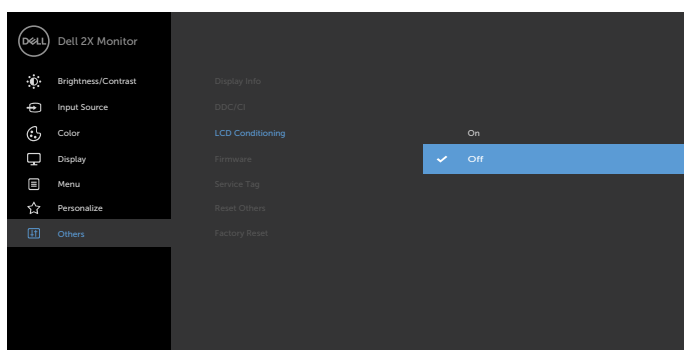 DELL
Dell 2X Monitor
Brightness/Contrast
Input Source
Color
Display
Menu
Personalize
Others
Display Info
DDC/CI
LCD Conditioning
Firmware
Service Tag
Reset Others
Factory Reset
On
Off